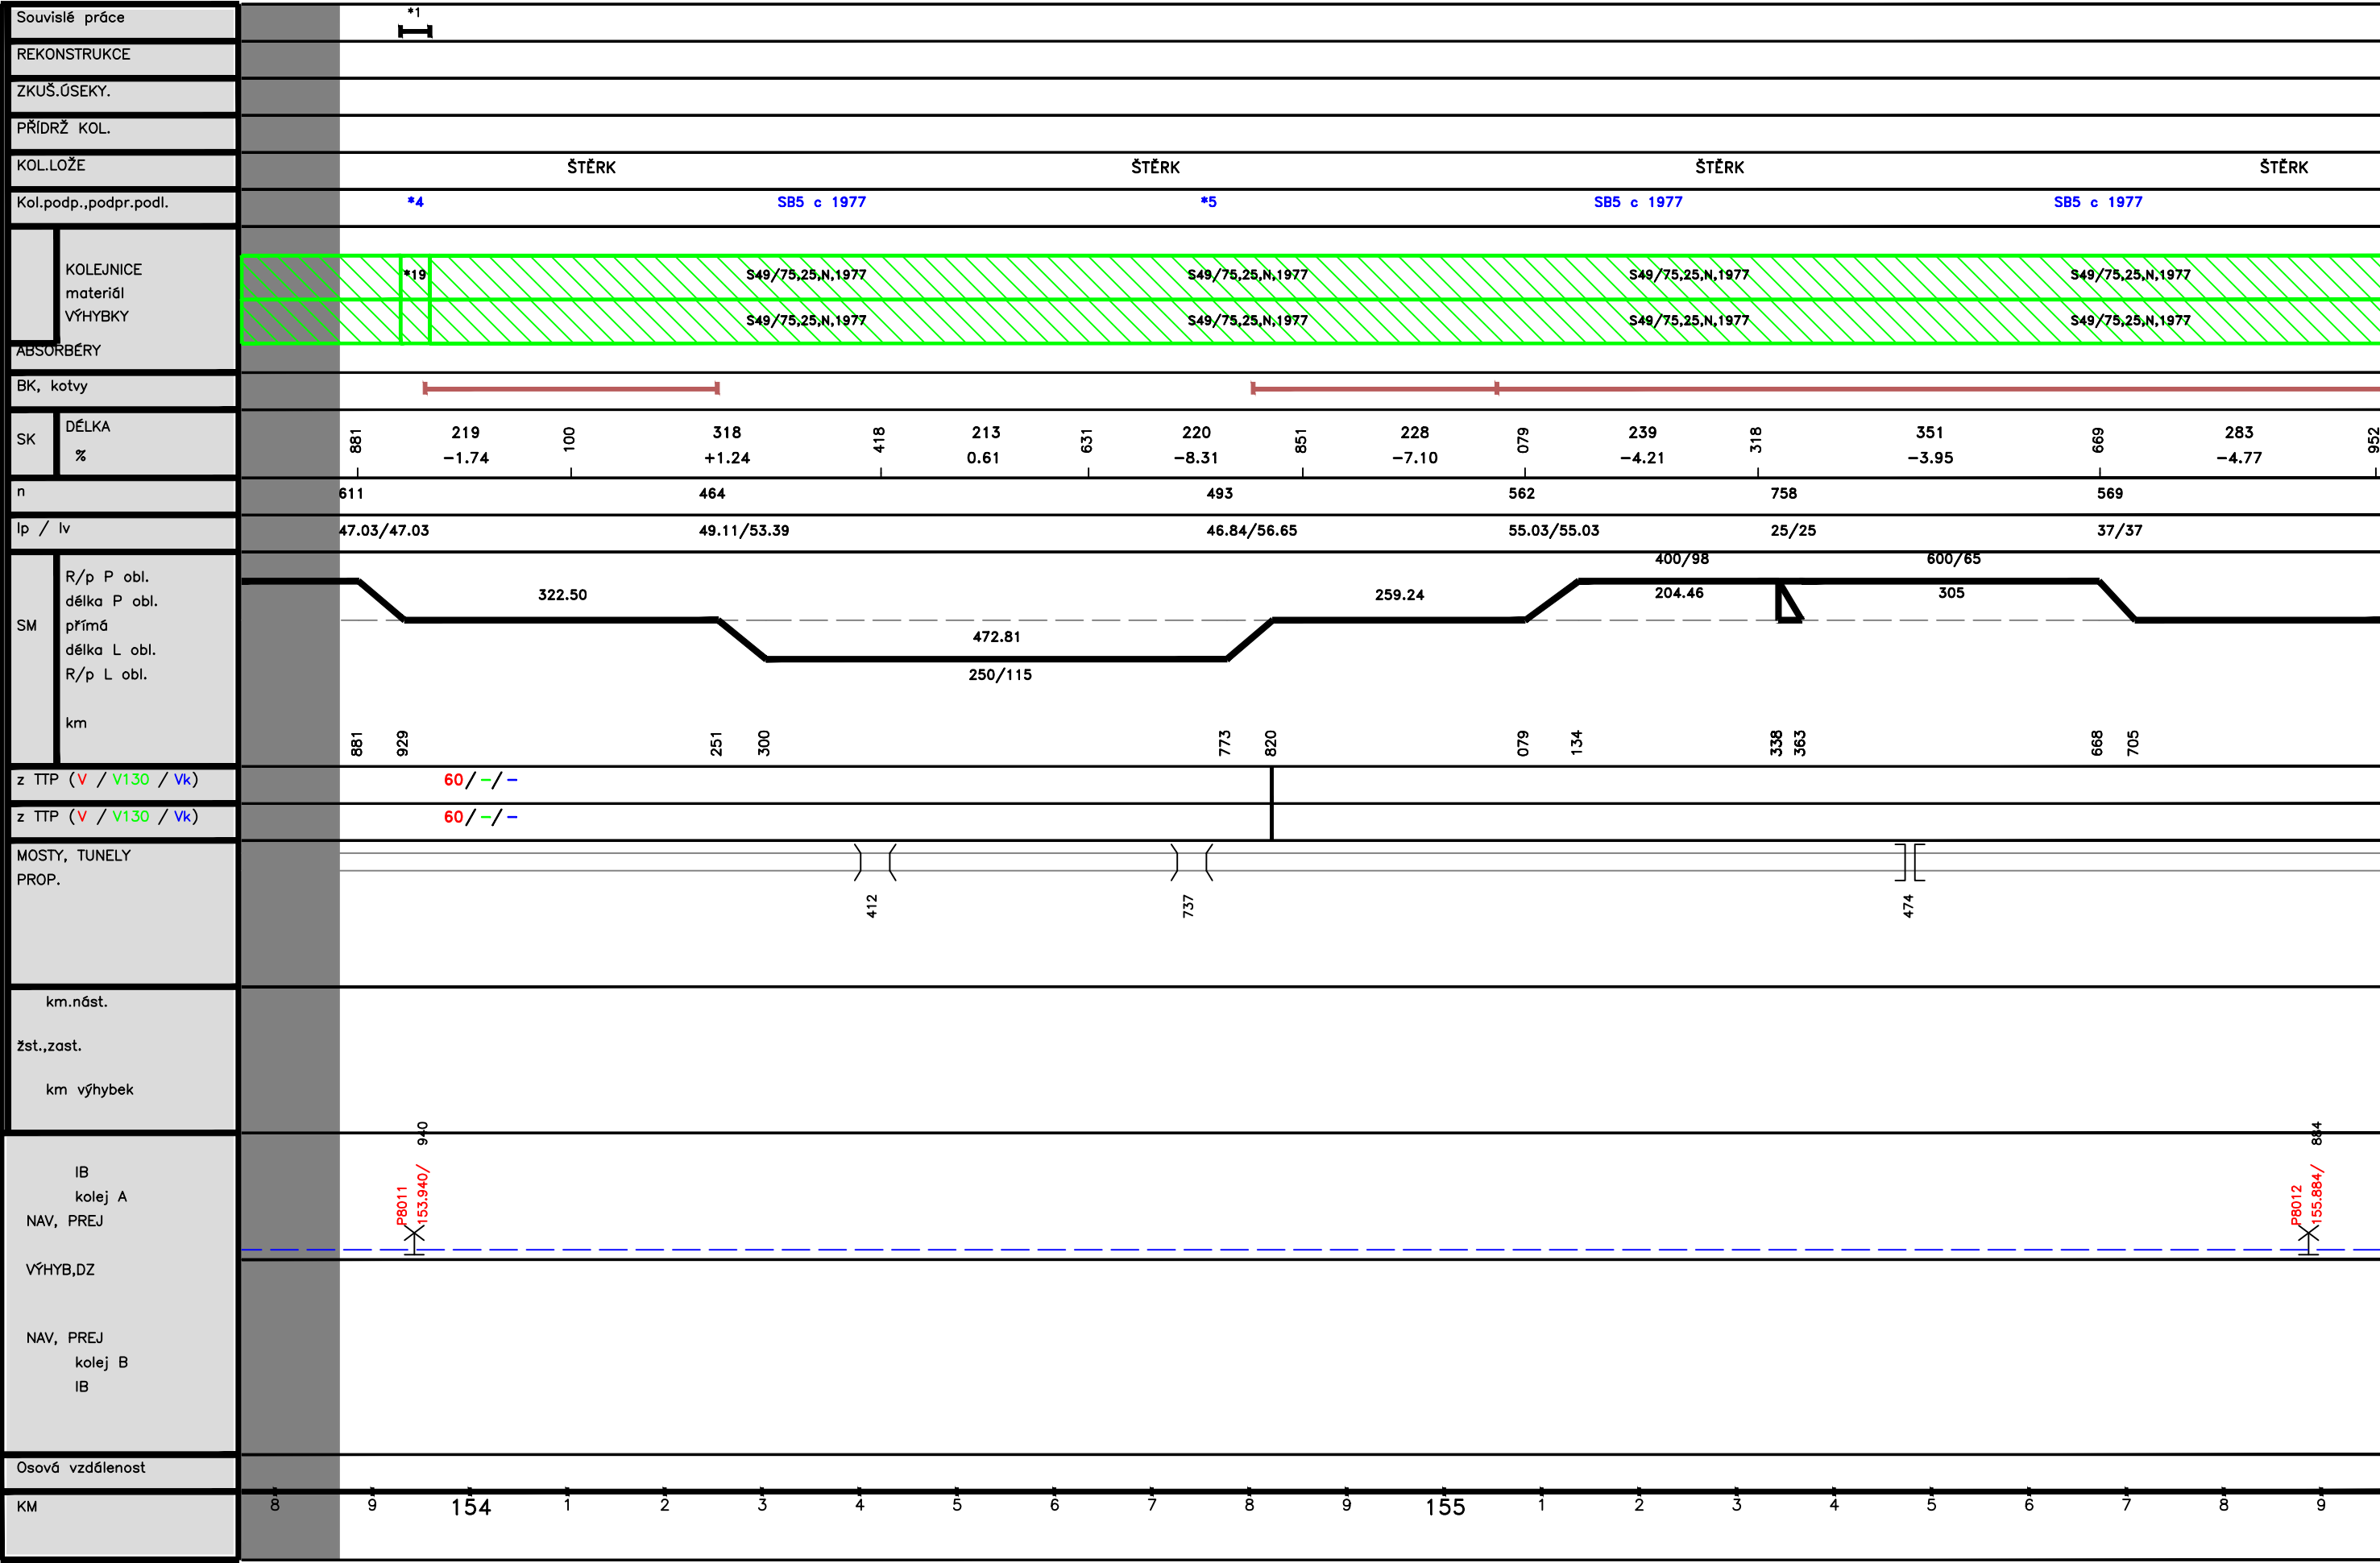 Souvislé práce *1
REKONSTRUKCE
ZKUŠ.ÚSEKY.
PŘÍDRŽ KOL.
KOL.LOŽE ŠTĚRK ŠTĚRK ŠTĚRK ŠTĚRK
Kol.podp.,podpr.podl. *4 SB5 c 1977 *5 SB5 c 1977 SB5 c 1977
KOLEJNICE *19 S49/75,25,N,1977 S49/75,25,N,1977 S49/75,25,N,1977 S49/75,25,N,1977
materiál
VÝHYBKY S49/75,25,N,1977 S49/75,25,N,1977 S49/75,25,N,1977 S49/75,25,N,1977
ABSORBÉRY
BK, kotvy
SK DÉLKA 881 219 100 318 418 213 631 220 851 228 079 239 318 351 669 283 952
% -1.74 +1.24 0.61 -8.31 -7.10 -4.21 -3.95 -4.77
n 611 464 493 562 758 569
lp / lv 47.03/47.03 49.11/53.39 46.84/56.65 55.03/55.03 25/25 37/37
400/98 600/65
R/p P obl.
délka P obl. 322.50 259.24 204.46 305
SM přímá
472.81
délka L obl.
R/p L obl. 250/115
km 881 929 251 300 773 820 079 134 338 363 668 705
z TTP (V / V130 / Vk) 60/-/-
z TTP (V / V130 / Vk) 60/-/-
MOSTY, TUNELY
PROP. 412 737 474
km.nást.
žst.,zast.
km výhybek
940 884
IB
kolej A
NAV, PREJ P8011 153.940/ P8012 155.884/
VÝHYB,DZ
NAV, PREJ
kolej B
IB
Osová vzdálenost
KM 8 9 154 1 2 3 4 5 6 7 8 9 155 1 2 3 4 5 6 7 8 9